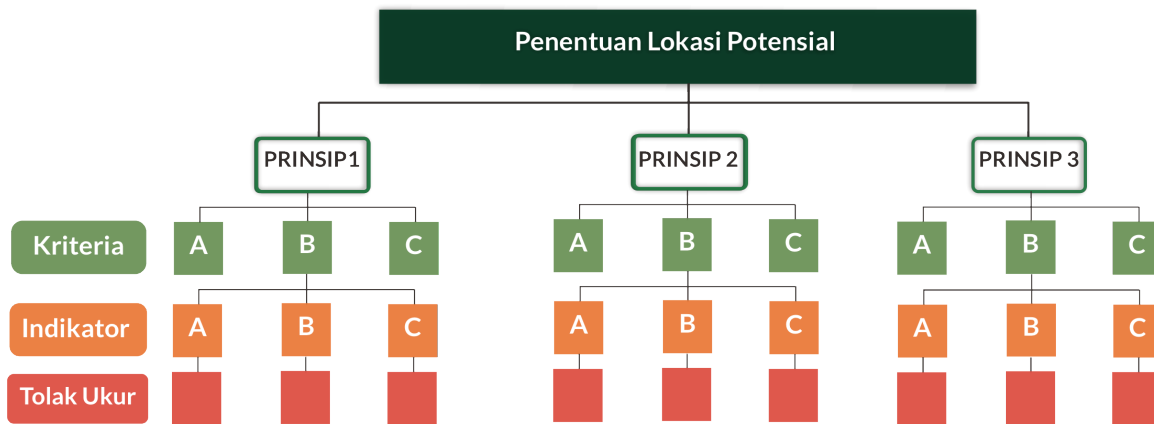 Penentuan Lokasi Potensial
PRINSIP1
PRINSIP 2
PRINSIP 3
Kriteria
A
B
C
A
B
C
A
B
C
Indikator
A
B
C
A
B
C
A
B
C
Tolak Ukur